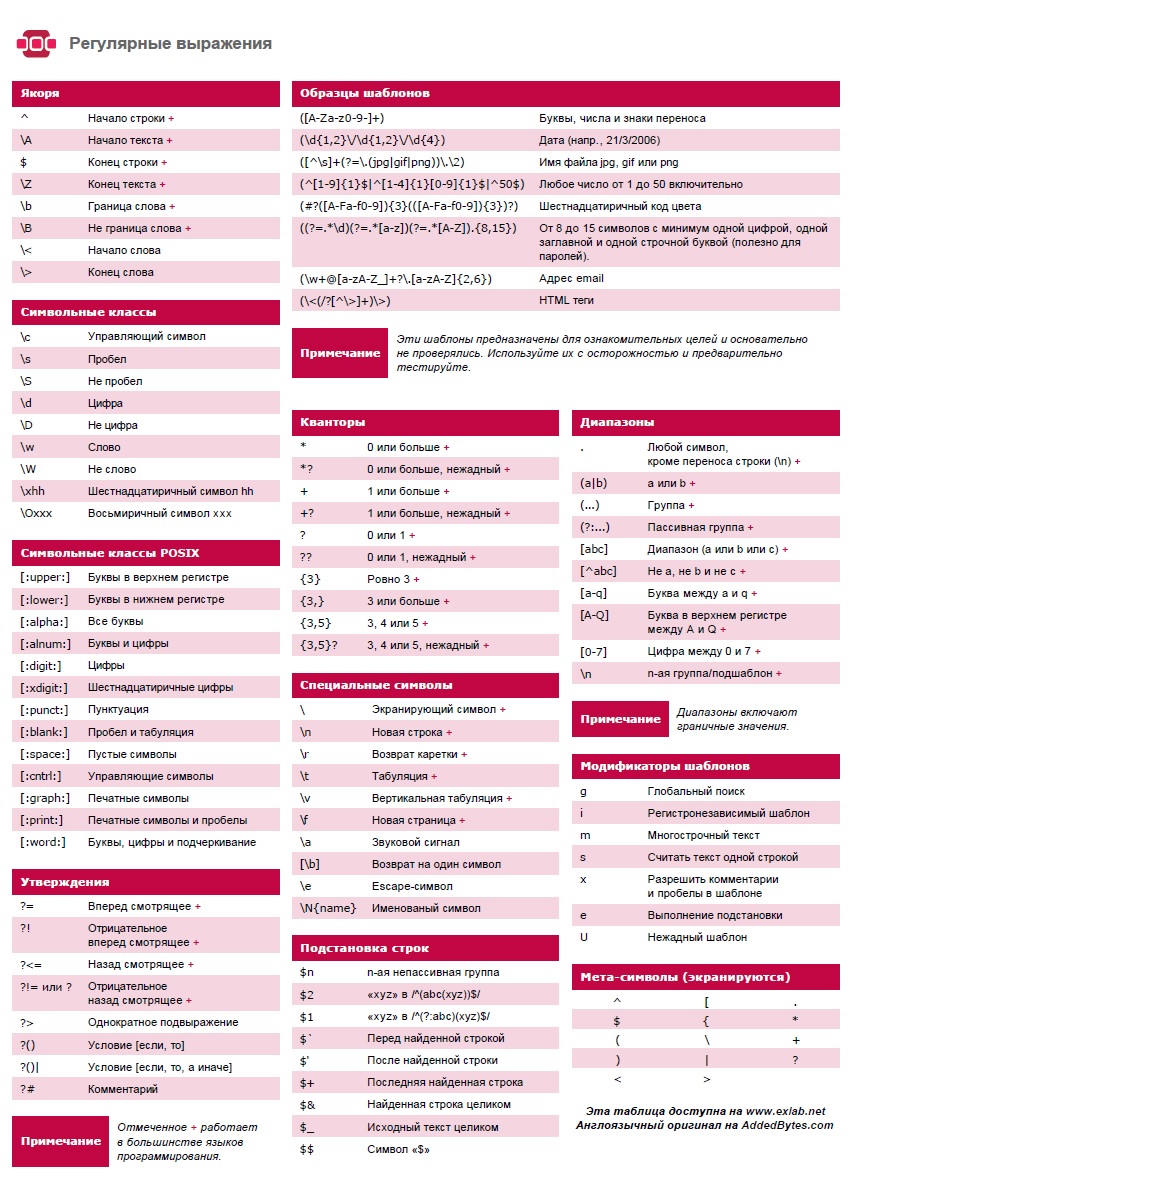 Регулярные выражения
Якоря
^ Начало строки +
\A Начало текста +
$ Конец строки +
\Z Конец текста +
\b Граница слова +
\B Не граница слова +
\< Начало слова
\> Конец слова
Символьные классы
\c Управляющий символ
\s Пробел
\S Не пробел
\d Цифра
\D Не цифра
\w Слово
\W Не слово
\xhh Шестнадцатиричный символ hh
\Oxxx Восьмиричный символ xxx
Символьные классы POSIX
[:upper:] Буквы в верхнем регистре
[:lower:] Буквы в нижнем регистре
[:alpha:] Все буквы
[:alnum:] Буквы и цифры
[:digit:] Цифры
[:xdigit:] Шестнадцатиричные цифры
[:punct:] Пунктуация
[:blank:] Пробел и табуляция
[:space:] Пустые символы
[:cntrl:] Управляющие символы
[:graph:] Печатные символы
[:print:] Печатные символы и пробелы
[:word:] Буквы, цифры и подчеркивание
Утверждения
?= Вперед смотрящее +
?! Отрицательное
вперед смотрящее +
?<= Назад смотрящее +
?!= или ? Отрицательное
назад смотрящее +
?> Однократное подвыражение
?() Условие [если, то]
?()| Условие [если, то, а иначе]
?# Комментарий
Примечание
Отмеченное + работает
в большинстве языков
программирования.
Образцы шаблонов
([A-Za-z0-9-]+) Буквы, числа и знаки переноса
(\d{1,2}\/\d{1,2}\/\d{4}) Дата (напр., 21/3/2006)
([^\s]+(?=\.(jpg|gif|png))\.\2) Имя файла jpg, gif или png
(^[1-9]{1}$|^[1-4]{1}[0-9]{1}$|^50$) Любое число от 1 до 50 включительно
(#?([A-Fa-f0-9]){3}(([A-Fa-f0-9]){3})?) Шестнадцатиричный код цвета
((?=.*\d)(?=.*[a-z])(?=.*[A-Z]).{8,15}) От 8 до 15 символов с минимум одной цифрой, одной
заглавной и одной строчной буквой (полезно для
паролей).
(\w+@[a-zA-Z_]+?\.[a-zA-Z]{2,6}) Адрес email
(\<(/?[^\>]+)\>) HTML теги
Примечание
Эти шаблоны предназначены для ознакомительных целей и основательно
не проверялись. Используйте их с осторожностью и предварительно
тестируйте.
Кванторы
* 0 или больше +
*? 0 или больше, нежадный +
+ 1 или больше +
+? 1 или больше, нежадный +
? 0 или 1 +
?? 0 или 1, нежадный +
{3} Ровно 3 +
{3,} 3 или больше +
{3,5} 3, 4 или 5 +
{3,5}? 3, 4 или 5, нежадный +
Специальные символы
\ Экранирующий символ +
\n Новая строка +
\r Возврат каретки +
\t Табуляция +
\v Вертикальная табуляция +
\f Новая страница +
\a Звуковой сигнал
[\b] Возврат на один символ
\e Escape-символ
\N{name} Именованый символ
Подстановка строк
$n n-ая непассивная группа
$2 «xyz» в /^(abc(xyz))$/
$1 «xyz» в /^(?:abc)(xyz)$/
$` Перед найденной строкой
$' После найденной строки
$+ Последняя найденная строка
$& Найденная строка целиком
$_ Исходный текст целиком
$$ Символ «$»
Диапазоны
. Любой символ,
кроме переноса строки (\n) +
(a|b) a или b +
(...) Группа +
(?:...) Пассивная группа +
[abc] Диапазон (a или b или c) +
[^abc] Не a, не b и не c +
[a-q] Буква между a и q +
[A-Q] Буква в верхнем регистре
между A и Q +
[0-7] Цифра между 0 и 7 +
\n n-ая группа/подшаблон +
Примечание
Диапазоны включают
граничные значения.
Модификаторы шаблонов
g Глобальный поиск
i Регистронезависимый шаблон
m Многострочный текст
s Считать текст одной строкой
x Разрешить комментарии
и пробелы в шаблоне
e Выполнение подстановки
U Нежадный шаблон
Мета-символы (экранируются)
^ [ .
$ { *
( \ +
) | ?
< >
Эта таблица доступна на www.exlab.net
Англоязычный оригинал на AddedBytes.com